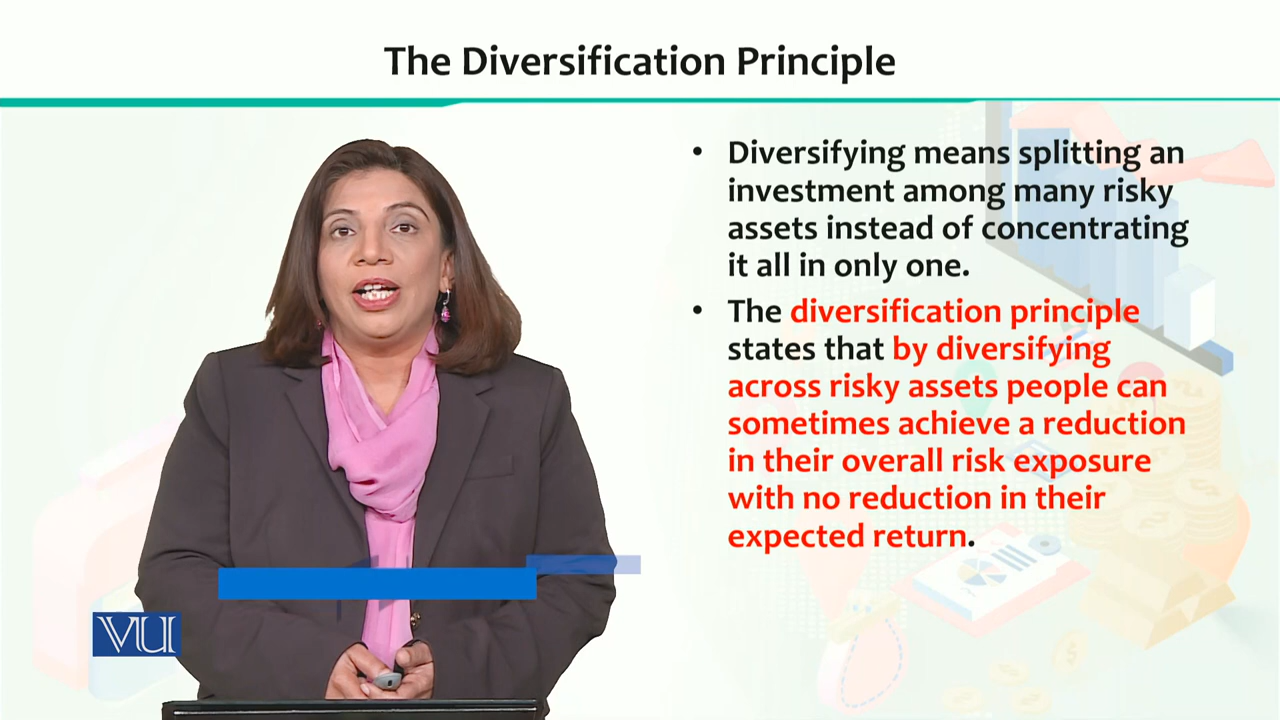 The Diversification Principle
• Diversifying means splitting an
investment among many risky
assets instead of concentrating
it all in only one.
• The diversification principle
states that by diversifying
across risky assets people can
sometimes achieve a reduction
in their overall risk exposure
with no reduction in their
expected return.
VU